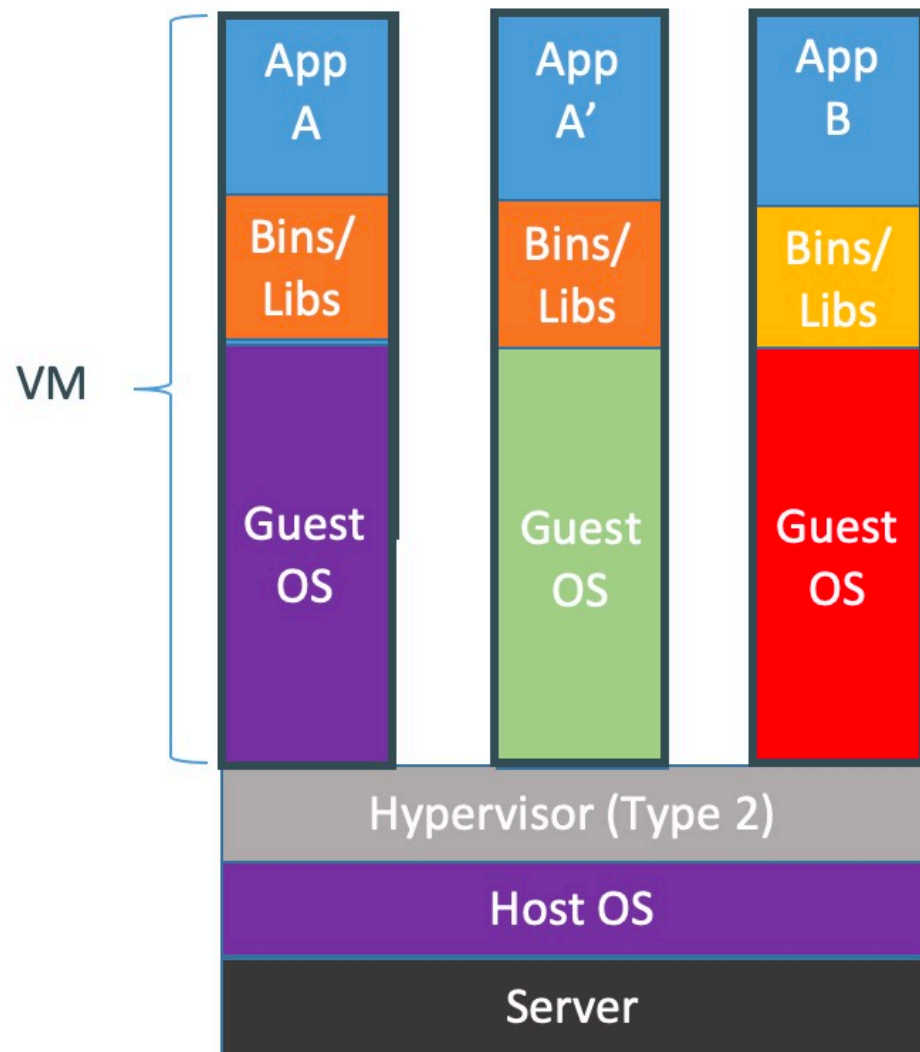 App
A
App
A’
App
B
Bins/
Libs
Bins/
Libs
Bins/
Libs
VM
Guest
OS
Guest
OS
Guest
OS
Hypervisor (Type 2)
Host OS
Server